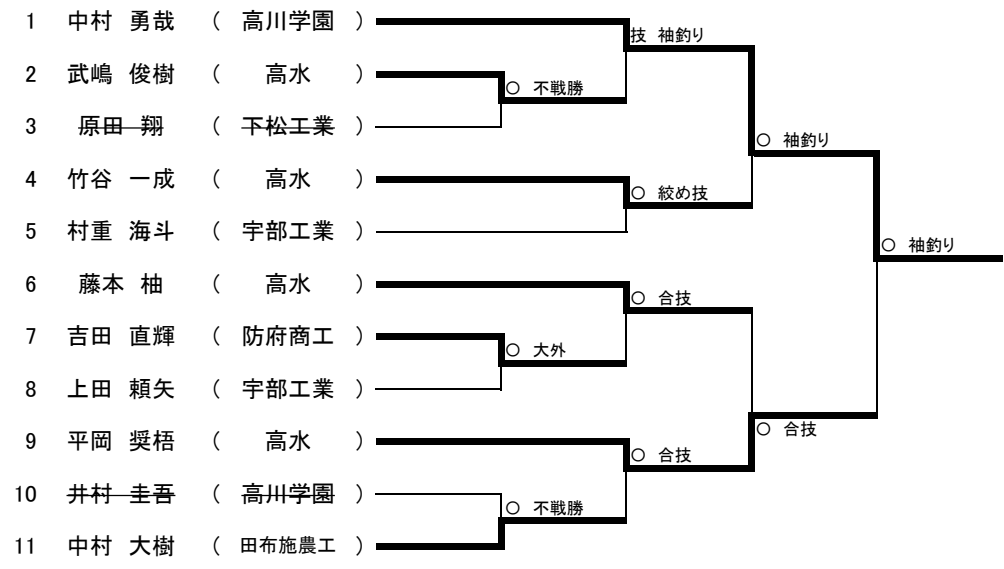 1 中村 勇哉 ( 高川学園 )
技 袖釣り
2 武嶋 俊樹 ( 高水 )
○ 不戦勝
3 原田 翔 ( 下松工業 )
○ 袖釣り
4 竹谷 一成 ( 高水 )
○ 絞め技
5 村重 海斗 ( 宇部工業 )
○ 袖釣り
6 藤本 柚 ( 高水 )
○ 合技
7 吉田 直輝 ( 防府商工 )
○ 大外
8 上田 頼矢 ( 宇部工業 )
9 平岡 奨梧 ( 高水 )
○ 合技
○ 合技
10 井村 圭吾 ( 高川学園 )
○ 不戦勝
11 中村 大樹 ( 田布施農工 )